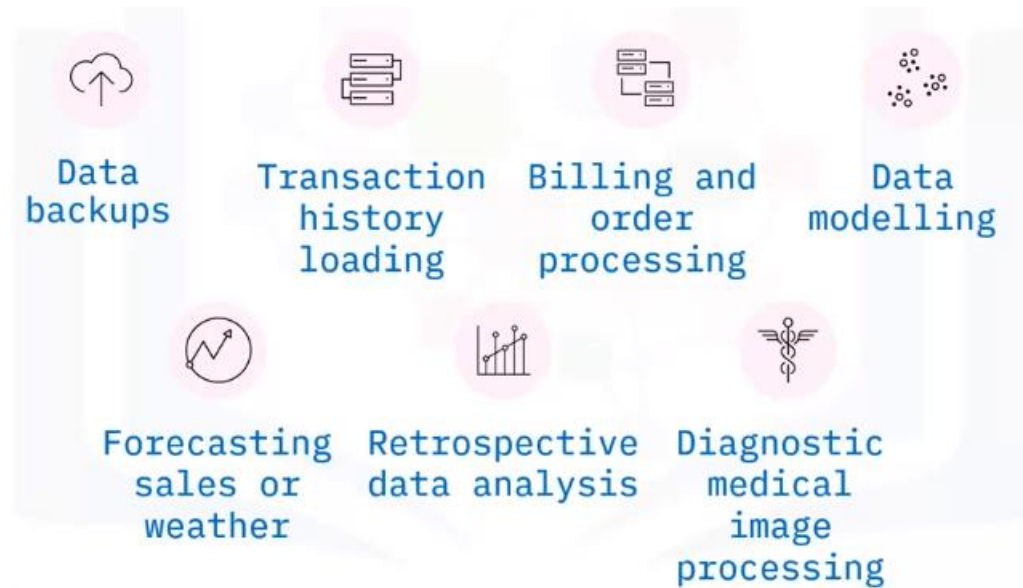 Data
backups
Transaction
history
loading
Billing and
order
processing
Data
modelling
Forecasting
sales or
weather
Retrospective
data analysis
Diagnostic
medical
image
processing